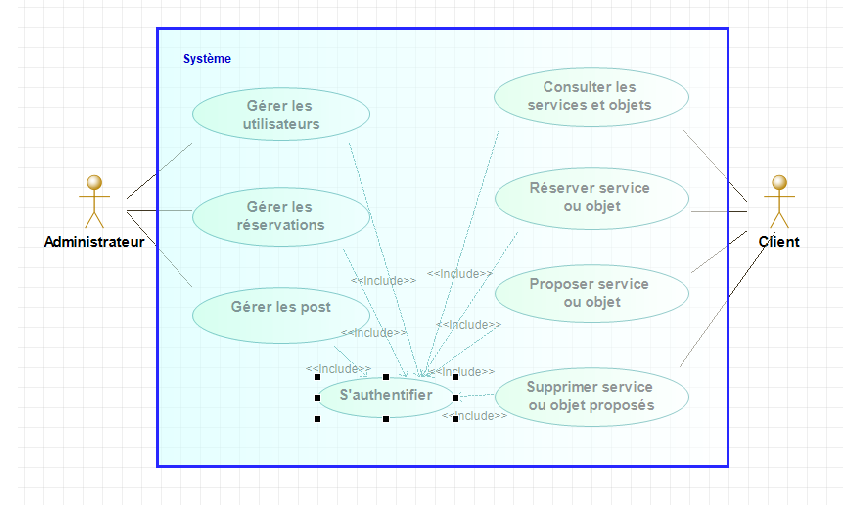 Système
Gérer les
utilisateurs
Consulter les
services et objets
Gérer les
réservations
Réserver service
ou objet
Administrateur
Client
Gérer les post
Proposer service
ou objet
<<Include>>
<<Include>>
<<Include>>
<<Include>>
<<Include>>
<<Include>>
<<Include>>
S'authentifier
Supprimer service
ou objet proposés